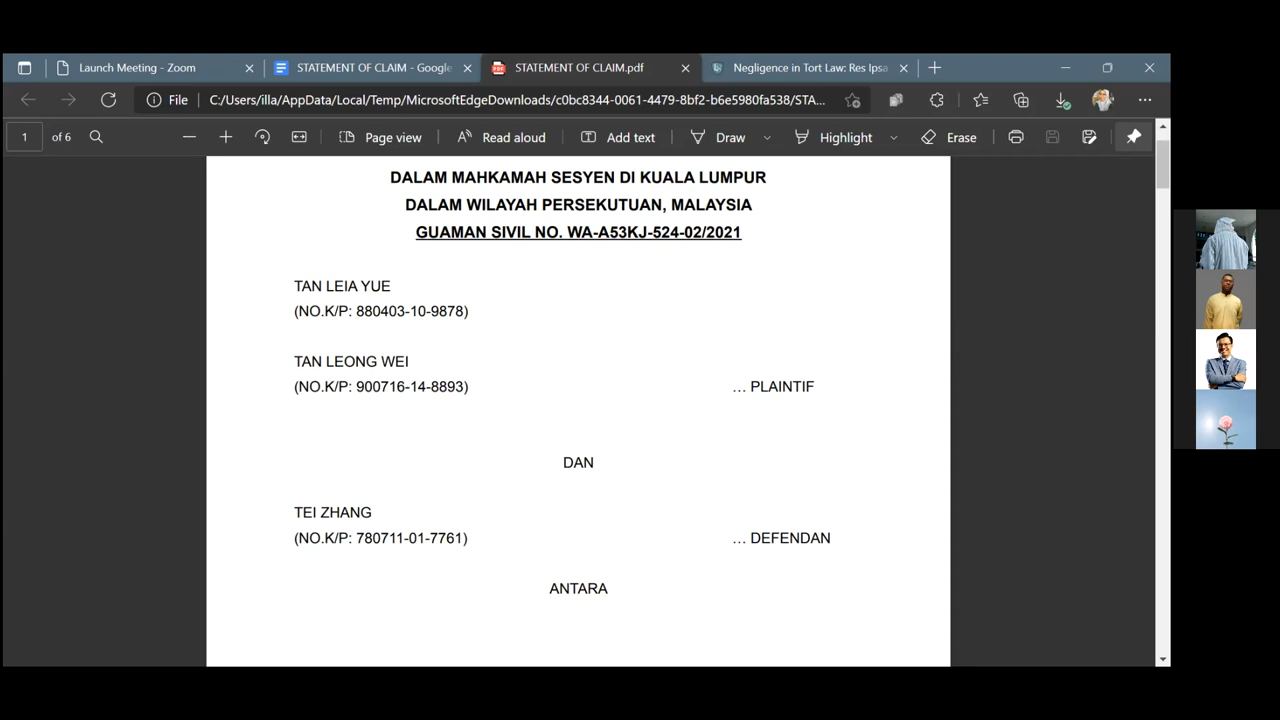 Launch Meeting - Zoom
STATEMENT OF CLAIM - Google
STATEMENT OF CLAIM.pdf
Negligence in Tort Law: Res Ipsa
File
C:/Users/illa/AppData/Local/Temp/MicrosoftEdgeDownloads/c0bc8344-0061-4479-8bf2-b6e5980fa538/STA...
1 of 6
Page view
Read aloud
Add text
Draw
Highlight
Erase
DALAM MAHKAMAH SESYEN DI KUALA LUMPUR
DALAM WILAYAH PERSEKUTUAN, MALAYSIA
GUAMAN SIVIL NO. WA-A53KJ-524-02/2021
TAN LEIA YUE
(NO.K/P: 880403-10-9878)
TAN LEONG WEI
(NO.K/P: 900716-14-8893) … PLAINTIF
DAN
TEI ZHANG
(NO.K/P: 780711-01-7761) … DEFENDAN
ANTARA